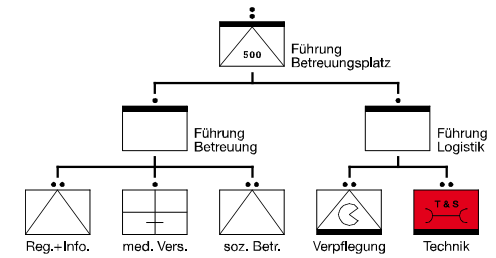 500
Führung
Betreuungsplatz
Führung
Betreuung
Führung
Logistik
T & S
Reg.+Info.
med. Vers.
soz. Betr.
Verpflegung
Technik